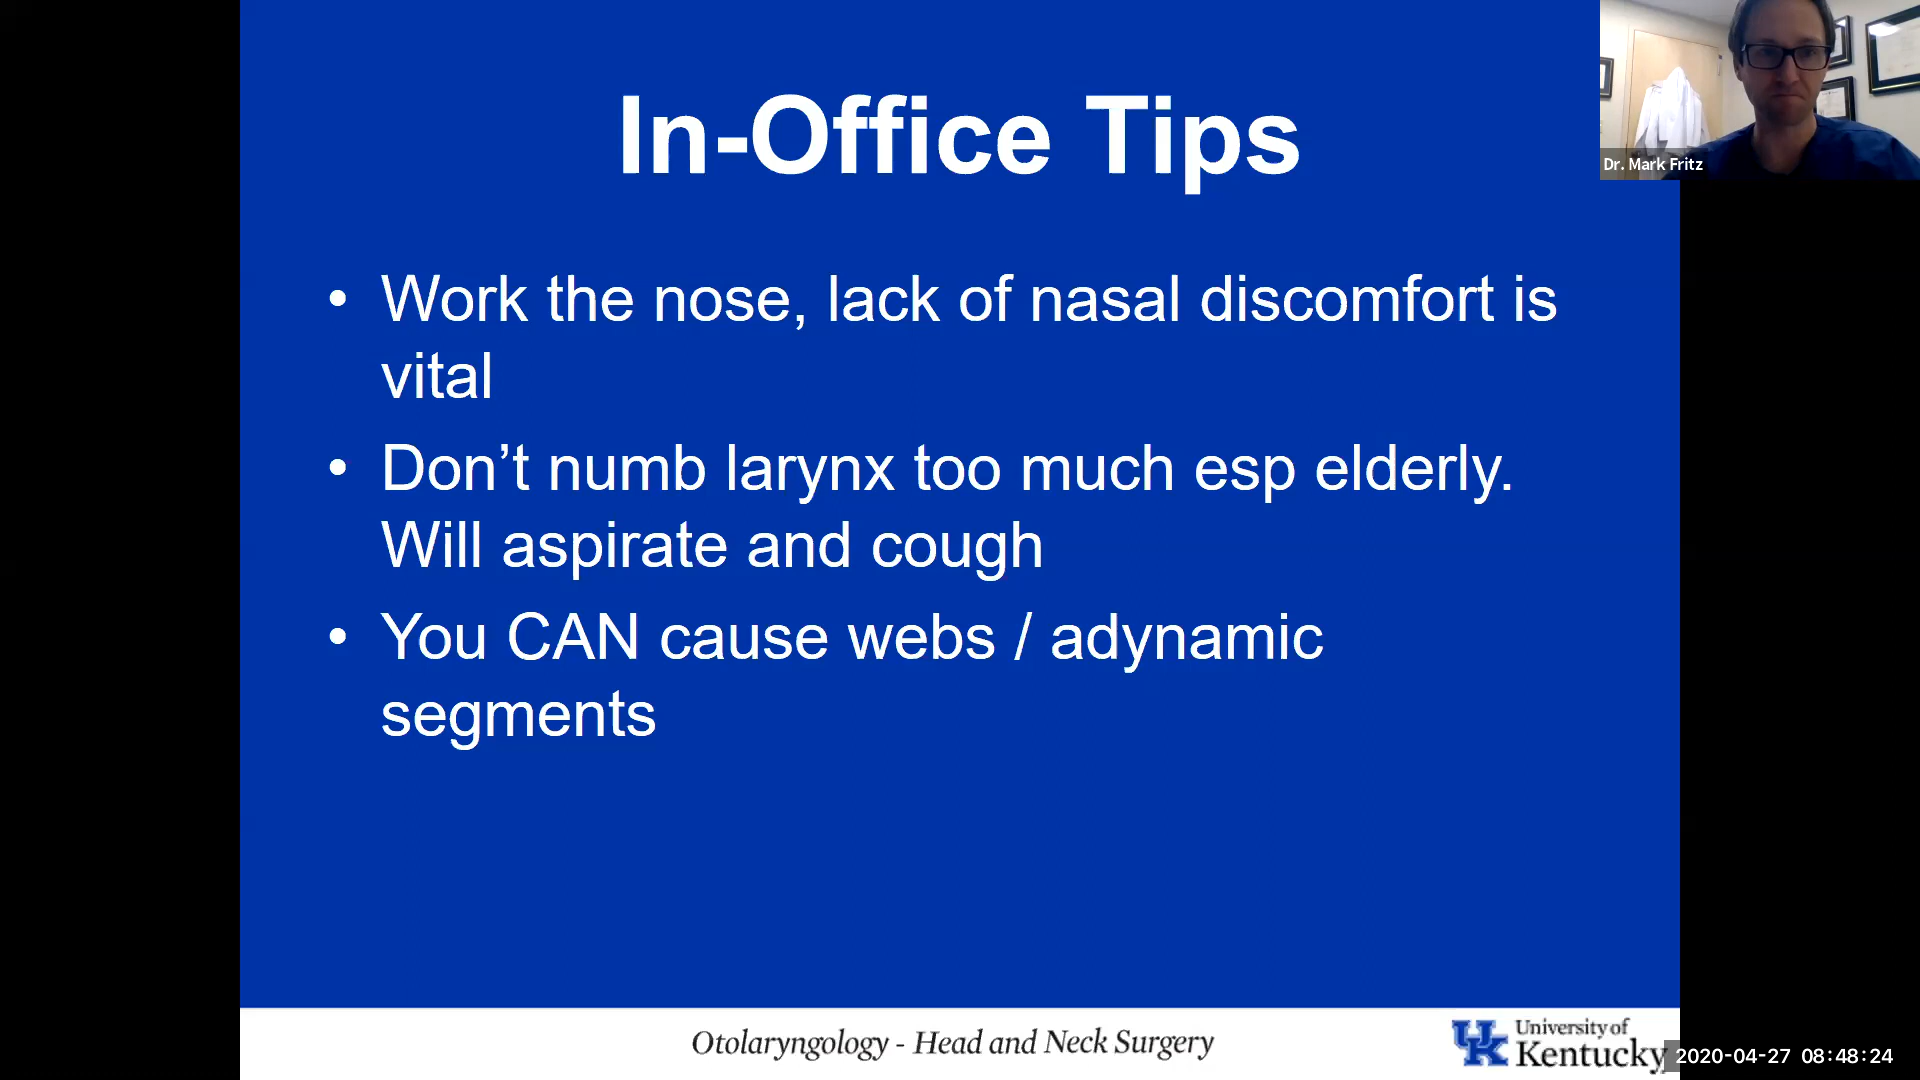 In-Office Tips
Dr. Mark Fritz
• Work the nose, lack of nasal discomfort is
vital
• Don’t numb larynx too much esp elderly.
Will aspirate and cough
• You CAN cause webs / adynamic
segments
Otolaryngology - Head and Neck Surgery
UK
University of
Kentucky
2020-04-27 08:48:24